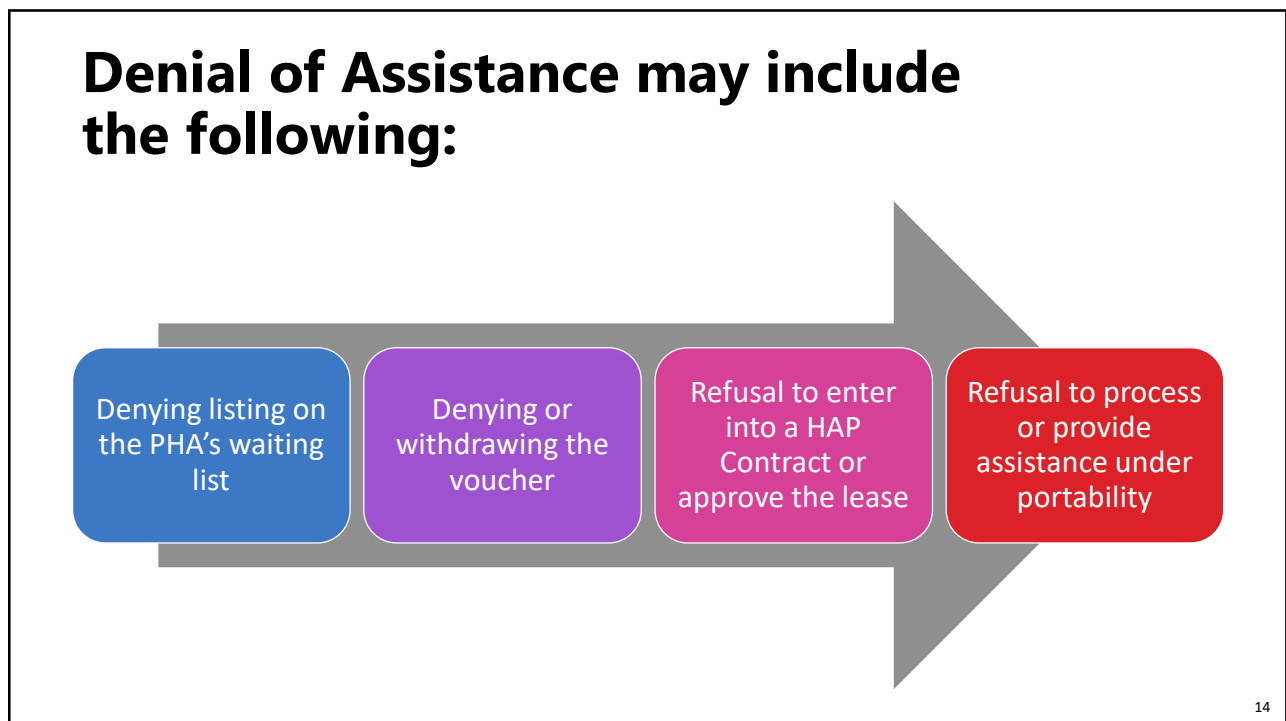 Denial of Assistance may include
the following:
Denying listing on
the PHA’s waiting
list
Denying or
withdrawing the
voucher
Refusal to enter
into a HAP
Contract or
approve the lease
Refusal to process
or provide
assistance under
portability
14